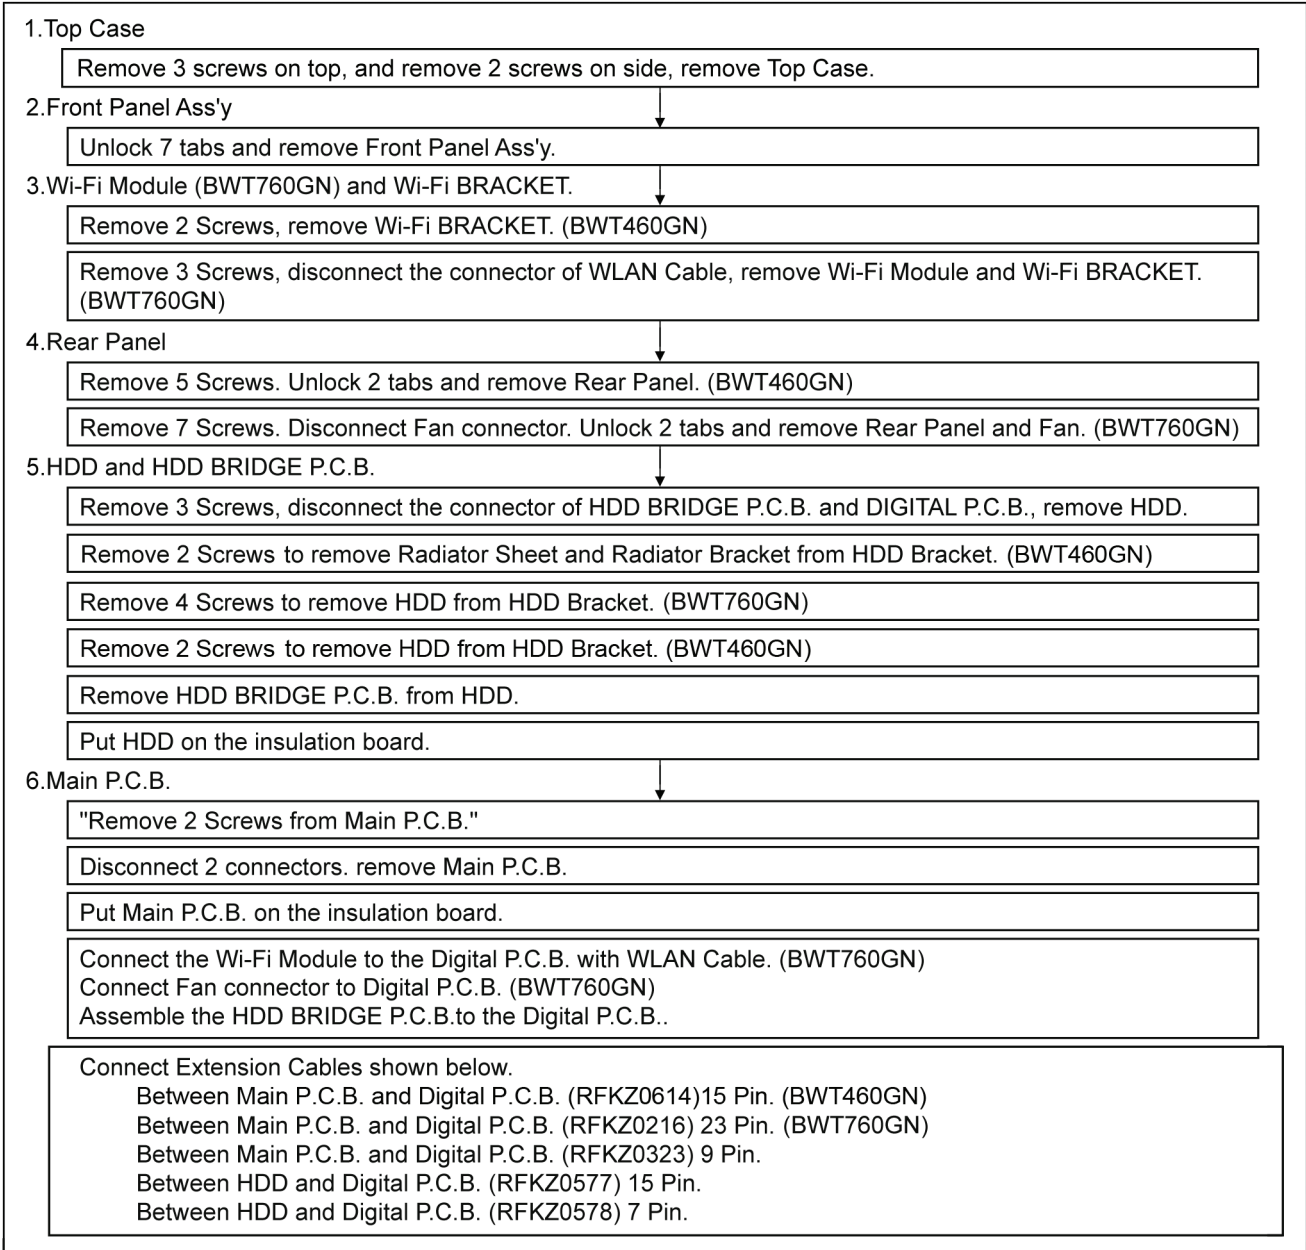 1.Top Case
Remove 3 screws on top, and remove 2 screws on side, remove Top Case.
2.Front Panel Ass'y
Unlock 7 tabs and remove Front Panel Ass'y.
3.Wi-Fi Module (BWT760GN) and Wi-Fi BRACKET.
Remove 2 Screws, remove Wi-Fi BRACKET. (BWT460GN)
Remove 3 Screws, disconnect the connector of WLAN Cable, remove Wi-Fi Module and Wi-Fi BRACKET.
(BWT760GN)
4.Rear Panel
Remove 5 Screws. Unlock 2 tabs and remove Rear Panel. (BWT460GN)
Remove 7 Screws. Disconnect Fan connector. Unlock 2 tabs and remove Rear Panel and Fan. (BWT760GN)
5.HDD and HDD BRIDGE P.C.B.
Remove 3 Screws, disconnect the connector of HDD BRIDGE P.C.B. and DIGITAL P.C.B., remove HDD.
Remove 2 Screws to remove Radiator Sheet and Radiator Bracket from HDD Bracket. (BWT460GN)
Remove 4 Screws to remove HDD from HDD Bracket. (BWT760GN)
Remove 2 Screws to remove HDD from HDD Bracket. (BWT460GN)
Remove HDD BRIDGE P.C.B. from HDD.
Put HDD on the insulation board.
6.Main P.C.B.
"Remove 2 Screws from Main P.C.B."
Disconnect 2 connectors. remove Main P.C.B.
Put Main P.C.B. on the insulation board.
Connect the Wi-Fi Module to the Digital P.C.B. with WLAN Cable. (BWT760GN)
Connect Fan connector to Digital P.C.B. (BWT760GN)
Assemble the HDD BRIDGE P.C.B.to the Digital P.C.B..
Connect Extension Cables shown below.
Between Main P.C.B. and Digital P.C.B. (RFKZ0614)15 Pin. (BWT460GN)
Between Main P.C.B. and Digital P.C.B. (RFKZ0216) 23 Pin. (BWT760GN)
Between Main P.C.B. and Digital P.C.B. (RFKZ0323) 9 Pin.
Between HDD and Digital P.C.B. (RFKZ0577) 15 Pin.
Between HDD and Digital P.C.B. (RFKZ0578) 7 Pin.